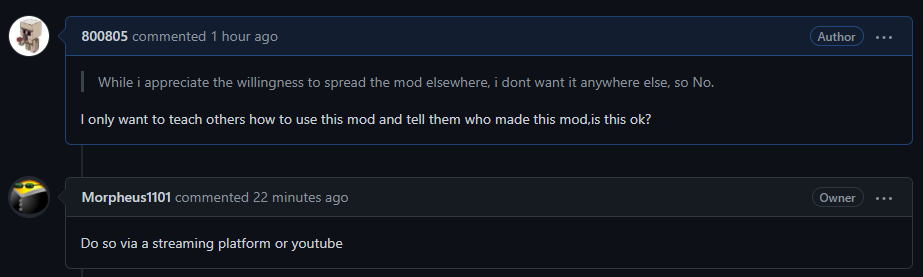 800805 commented 1 hour ago Author ...
While i appreciate the willingness to spread the mod elsewhere, i dont want it anywhere else, so No.
I only want to teach others how to use this mod and tell them who made this mod,is this ok?
Morpheus1101 commented 22 minutes ago Owner ...
Do so via a streaming platform or youtube